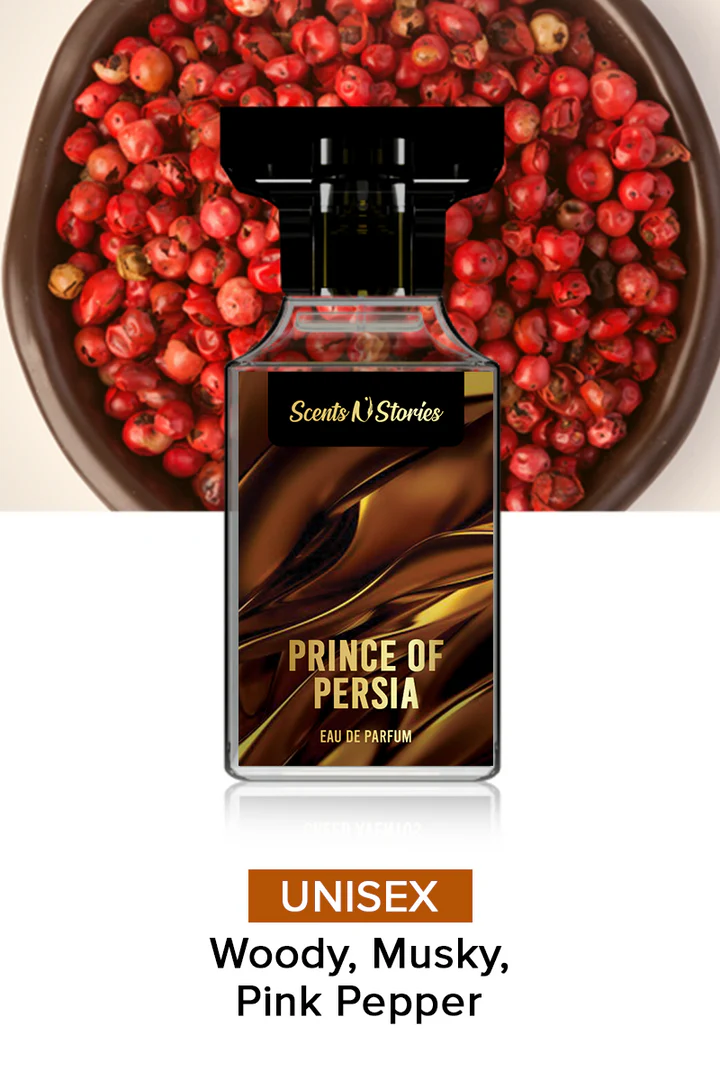 Scents N Stories
PRINCE OF
PERSIA
EAU DE PARFUM
UNISEX
Woody, Musky,
Pink Pepper